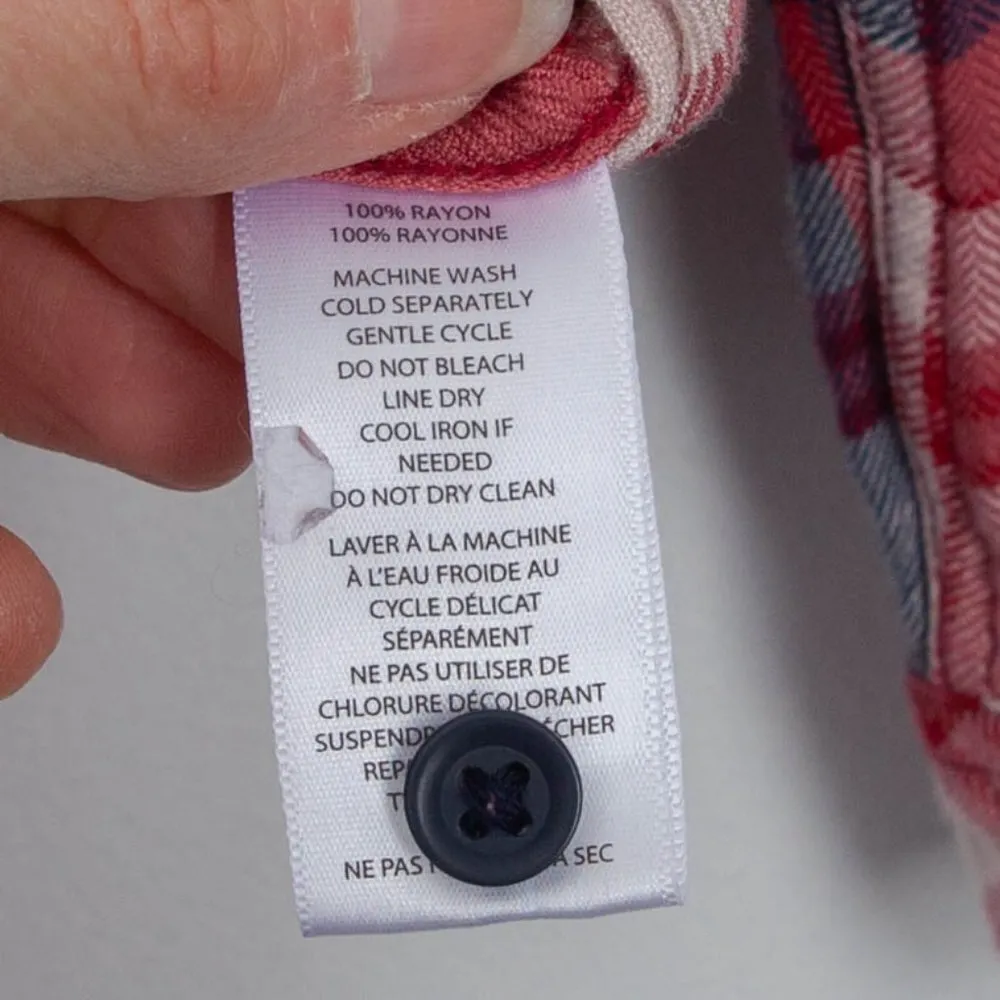 100% RAYON
100% RAYONNE
MACHINE WASH
COLD SEPARATELY
GENTLE CYCLE
DO NOT BLEACH
LINE DRY
COOL IRON IF
NEEDED
DO NOT DRY CLEAN
LAVER À LA MACHINE
À L'EAU FROIDE AU
CYCLE DÉLICAT
SÉPARÉMENT
NE PAS UTILISER DE
CHLORURE DÉCOLORANT
NE PAS
SEC